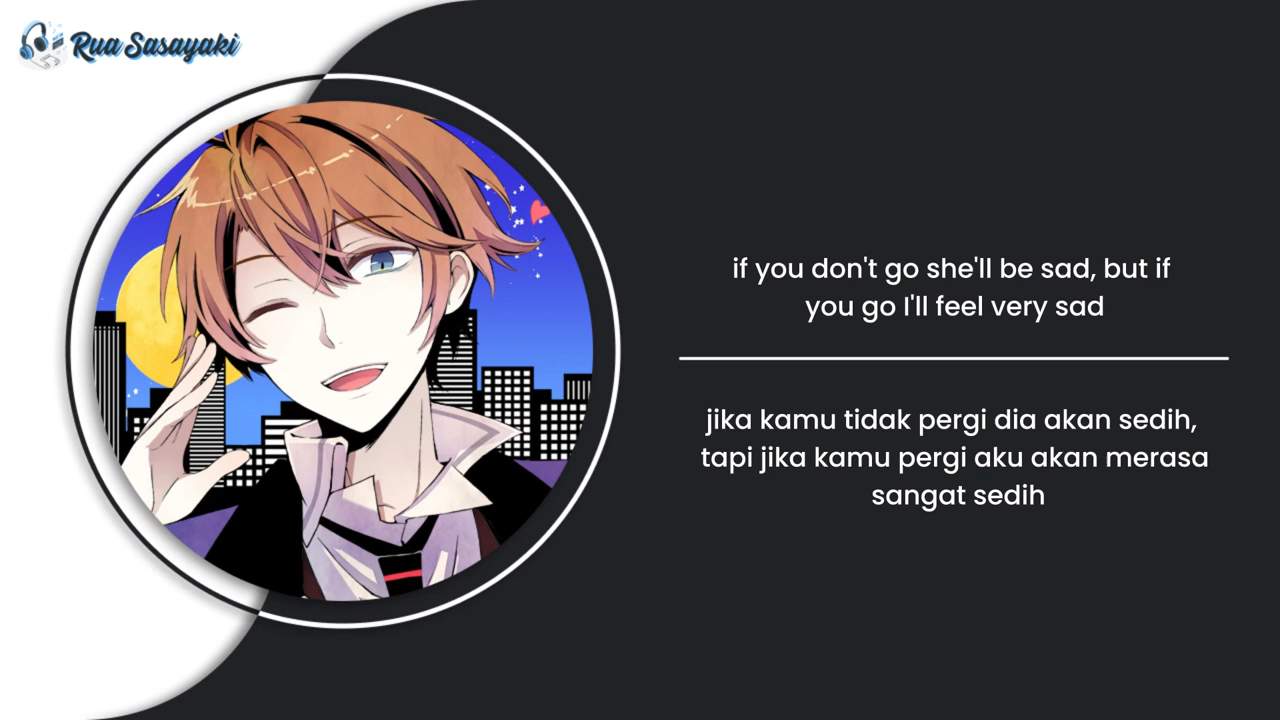 Rua Sasayaki
if you don't go she'll be sad, but if
you go I'll feel very sad
jika kamu tidak pergi dia akan sedih,
tapi jika kamu pergi aku akan merasa
sangat sedih